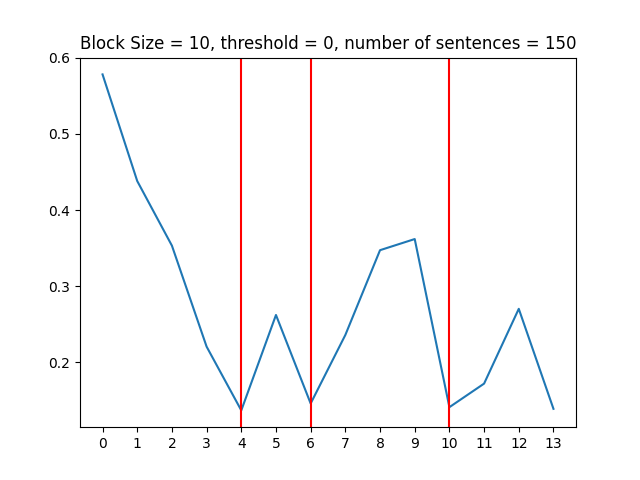 Block Size = 10, threshold = 0, number of sentences = 150
0.6
0.5
0.4
0.3
0.2
0 1 2 3 4 5 6 7 8 9 10 11 12 13